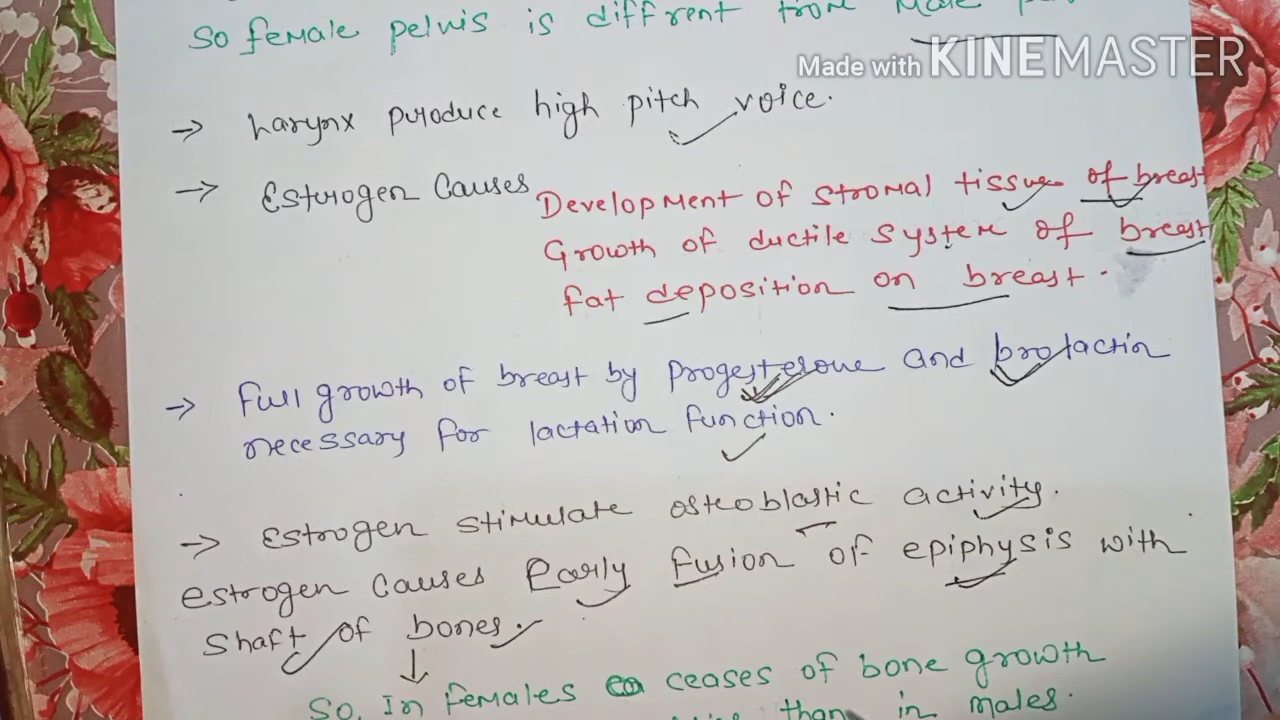 So female pelvis is different from Male
Made with KINEMASTER
→ Larynx produce high pitch voice.
→ Estrogen Causes Development of stromal tissue of breast
Growth of ductile system of breast
fat deposition on breast.
→ Full growth of breast by progesterone and prolactin
necessary for lactation function.
→ Estrogen stimulate osteoblastic activity.
estrogen causes Early fusion of epiphysis with
shaft of bones.
↓
So, In females ceases of bone growth
than in males.